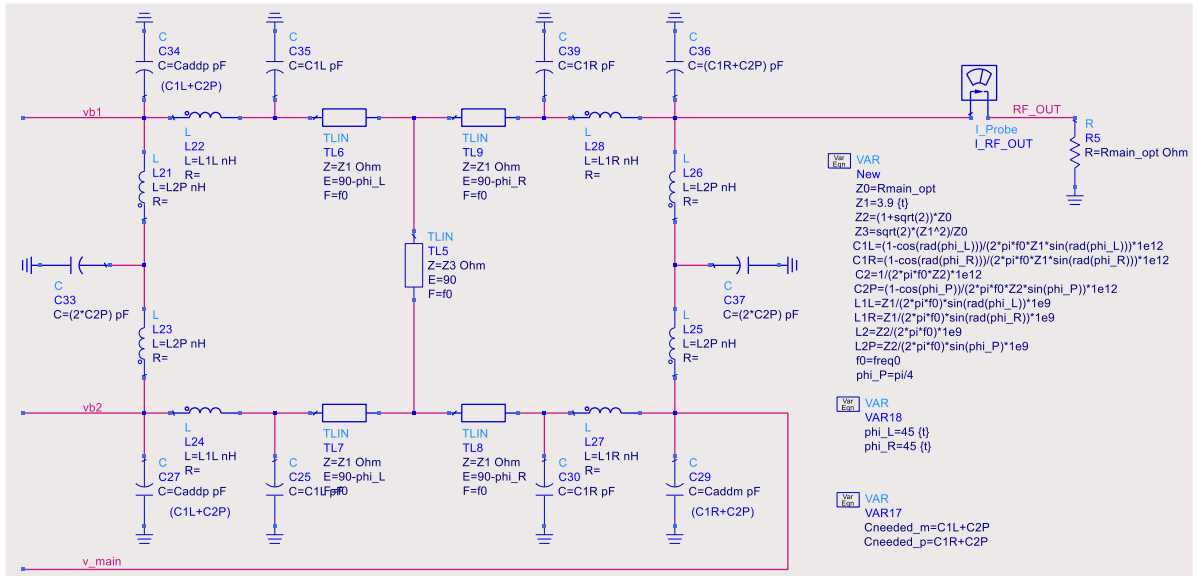 C
C34
C=Caddp pF
(C1L+C2P)
C
C35
C=C1L pF
C
C39
C=C1R pF
C
C36
C=(C1R+C2P) pF
vb1
L
L22
L=L1L nH
R=
TLIN
TL6
Z=Z1 Ohm
E=90-phi_L
F=f0
TLIN
TL9
Z=Z1 Ohm
E=90-phi_R
F=f0
L
L28
L=L1R nH
R=
I_Probe
I_RF_OUT
RF_OUT
R
R5
R=Rmain_opt Ohm
L
L21
L=L2P nH
R=
L
L26
L=L2P nH
R=
TLIN
TL5
Z=Z3 Ohm
E=90
F=f0
C
C33
C=(2*C2P) pF
C
C37
C=(2*C2P) pF
L
L23
L=L2P nH
R=
L
L25
L=L2P nH
R=
vb2
L
L24
L=L1L nH
R=
TLIN
TL7
Z=Z1 Ohm
E=90-phi_L
F=f0
TLIN
TL8
Z=Z1 Ohm
E=90-phi_R
F=f0
L
L27
L=L1R nH
R=
C
C27
C=Caddp pF
(C1L+C2P)
C
C25
C=C1L pF
C
C30
C=C1R pF
C
C29
C=Caddm pF
(C1R+C2P)
v_main
Var
Eqn
VAR
New
Z0=Rmain_opt
Z1=3.9 {t}
Z2=(1+sqrt(2))*Z0
Z3=sqrt(2)*(Z1^2)/Z0
C1L=(1-cos(rad(phi_L)))/(2*pi*f0*Z1*sin(rad(phi_L)))*1e12
C1R=(1-cos(rad(phi_R)))/(2*pi*f0*Z1*sin(rad(phi_R)))*1e12
C2=1/(2*pi*f0*Z2)*1e12
C2P=(1-cos(phi_P))/(2*pi*f0*Z2*sin(phi_P))*1e12
L1L=Z1/(2*pi*f0)*sin(rad(phi_L))*1e9
L1R=Z1/(2*pi*f0)*sin(rad(phi_R))*1e9
L2=Z2/(2*pi*f0)*1e9
L2P=Z2/(2*pi*f0)*sin(phi_P)*1e9
f0=freq0
phi_P=pi/4
Var
Eqn
VAR
VAR18
phi_L=45 {t}
phi_R=45 {t}
Var
Eqn
VAR
VAR17
Cneeded_m=C1L+C2P
Cneeded_p=C1R+C2P